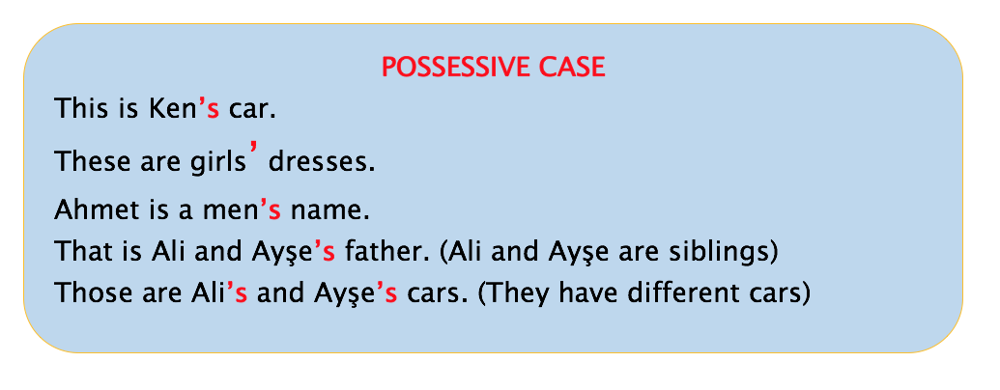 POSSESSIVE CASE
This is Ken’s car.
These are girls’ dresses.
Ahmet is a men’s name.
That is Ali and Ayşe’s father. (Ali and Ayşe are siblings)
Those are Ali’s and Ayşe’s cars. (They have different cars)